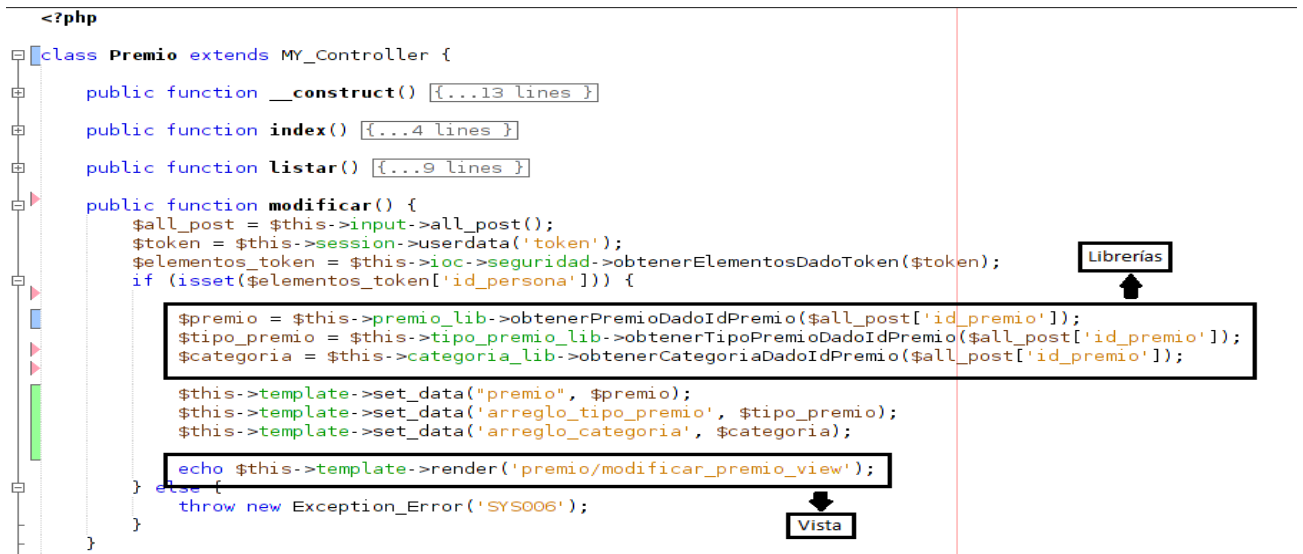 <?php
class Premio extends MY_Controller {
public function __construct() {...13 lines }
public function index() {...4 lines }
public function listar() {...9 lines }
public function modificar() {
$all_post = $this->input->all_post();
$token = $this->session->userdata('token');
$elementos_token = $this->ioc->seguridad->obtenerElementosDadoToken($token);
if (isset($elementos_token['id_persona'])) {
Librerías
$premio = $this->premio_lib->obtenerPremioDadoIdPremio($all_post['id_premio']);
$tipo_premio = $this->tipo_premio_lib->obtenerTipoPremioDadoIdPremio($all_post['id_premio']);
$categoria = $this->categoria_lib->obtenerCategoriaDadoIdPremio($all_post['id_premio']);
$this->template->set_data("premio", $premio);
$this->template->set_data('arreglo_tipo_premio', $tipo_premio);
$this->template->set_data('arreglo_categoria', $categoria);
echo $this->template->render('premio/modificar_premio_view');
} else {
throw new Exception_Error('SYS006');
Vista
}
}